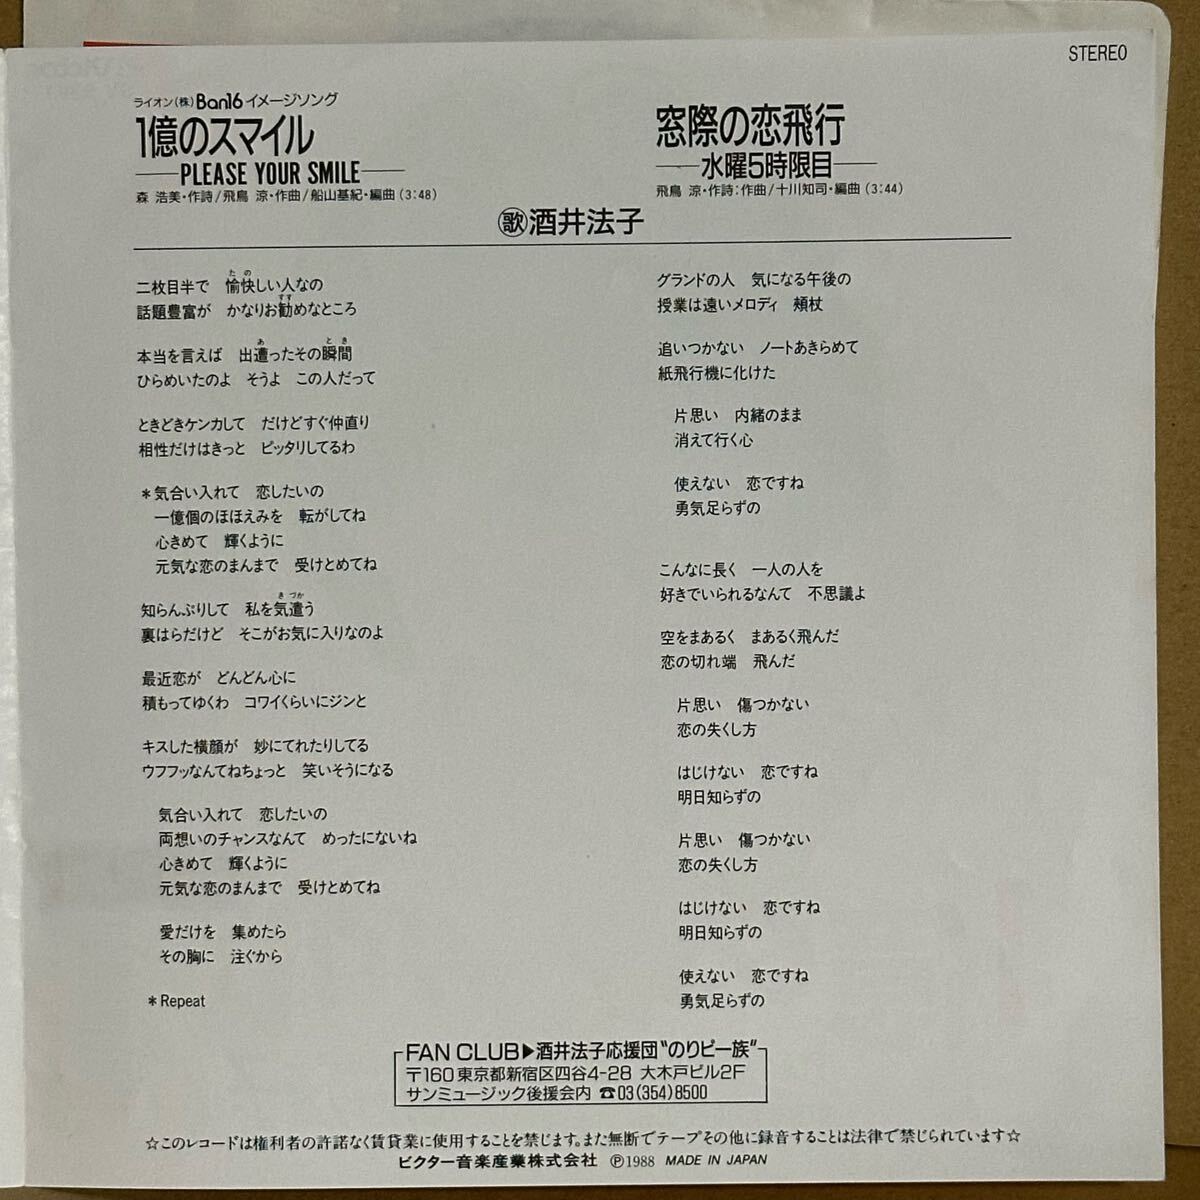 STEREO
ライオン(株)Ban16イメージソング
1億のスマイル
—PLEASE YOUR SMILE—
森 浩美・作詩/飛鳥 涼・作曲/船山基紀・編曲(3:48)
窓際の恋飛行
—水曜5時限目—
飛鳥 涼・作詩:作曲/十川知司・編曲(3:44)
㊭酒井法子
二枚目半で 愉快しい人なの
話題豊富が かなりお勧めなところ
本当を言えば 出遭ったその瞬間
ひらめいたのよ そうよ この人だって
ときどきケンカして だけどすぐ仲直り
相性だけはきっと ピッタリしてるわ
*気合い入れて 恋したいの
一億個のほほえみを 転がしてね
心きめて 輝くように
元気な恋のまんまで 受けとめてね
知らんぷりして 私を気遣う
裏はらだけど そこがお気に入りなのよ
最近恋が どんどん心に
積もってゆくわ コワイくらいにジンと
キスした横顔が 妙にてれたりしてる
ウフフッなんてねちょっと 笑いそうになる
気合い入れて 恋したいの
両想いのチャンスなんて めったにないね
心きめて 輝くように
元気な恋のまんまで 受けとめてね
愛だけを 集めたら
その胸に 注ぐから
*Repeat
グランドの人 気になる午後の
授業は遠いメロディ 頬杖
追いつかない ノートあきらめて
紙飛行機に化けた
片思い 内緒のまま
消えて行く心
使えない 恋ですね
勇気足らずの
こんなに長く 一人の人を
好きでいられるなんて 不思議よ
空をまあるく まあるく飛んだ
恋の切れ端 飛んだ
片思い 傷つかない
恋の失くし方
はじけない 恋ですね
明日知らずの
片思い 傷つかない
恋の失くし方
はじけない 恋ですね
明日知らずの
使えない 恋ですね
勇気足らずの
FAN CLUB▶酒井法子応援団"のりピー族"
〒160 東京都新宿区四谷4-28 大木戸ビル2F
サンミュージック後援会内 ☎03(354)8500
☆このレコードは権利者の許諾なく賃貸業に使用することを禁じます。また無断でテープその他に録音することは法律で禁じられています☆
ビクター音楽産業株式会社 Ⓟ1988 MADE IN JAPAN